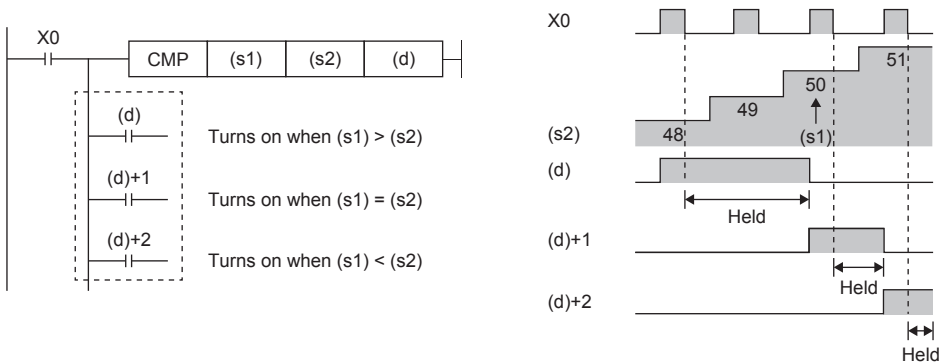 X0
CMP (s1) (s2) (d)
(d)
Turns on when (s1) > (s2)
(d)+1
Turns on when (s1) = (s2)
(d)+2
Turns on when (s1) < (s2)
X0
51
50
49
48
(s1)
(s2)
(d)
Held
(d)+1
Held
(d)+2
Held